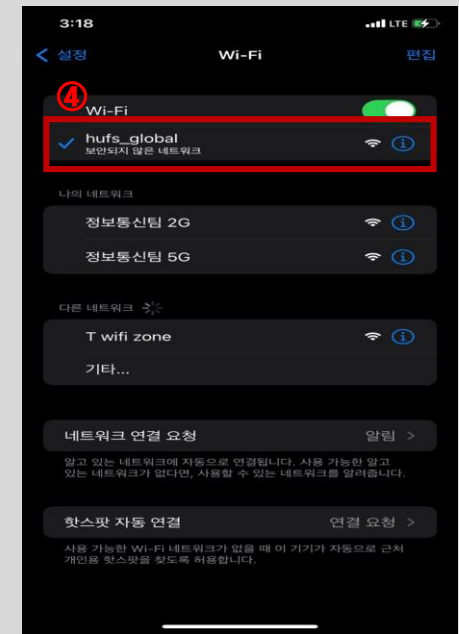 3:18
LTE
설정
Wi-Fi
편집
④
Wi-Fi
hufs_global
보안되지 않은 네트워크
나의 네트워크
정보통신팀 2G
정보통신팀 5G
다른 네트워크
T wifi zone
기타...
네트워크 연결 요청
알림
알고 있는 네트워크에 자동으로 연결됩니다. 사용 가능한 알고
있는 네트워크가 없다면, 사용할 수 있는 네트워크를 알려줍니다.
핫스팟 자동 연결
연결 요청
사용 가능한 Wi-Fi 네트워크가 없을 때 이 기기가 자동으로 근처
개인용 핫스팟을 찾도록 허용합니다.